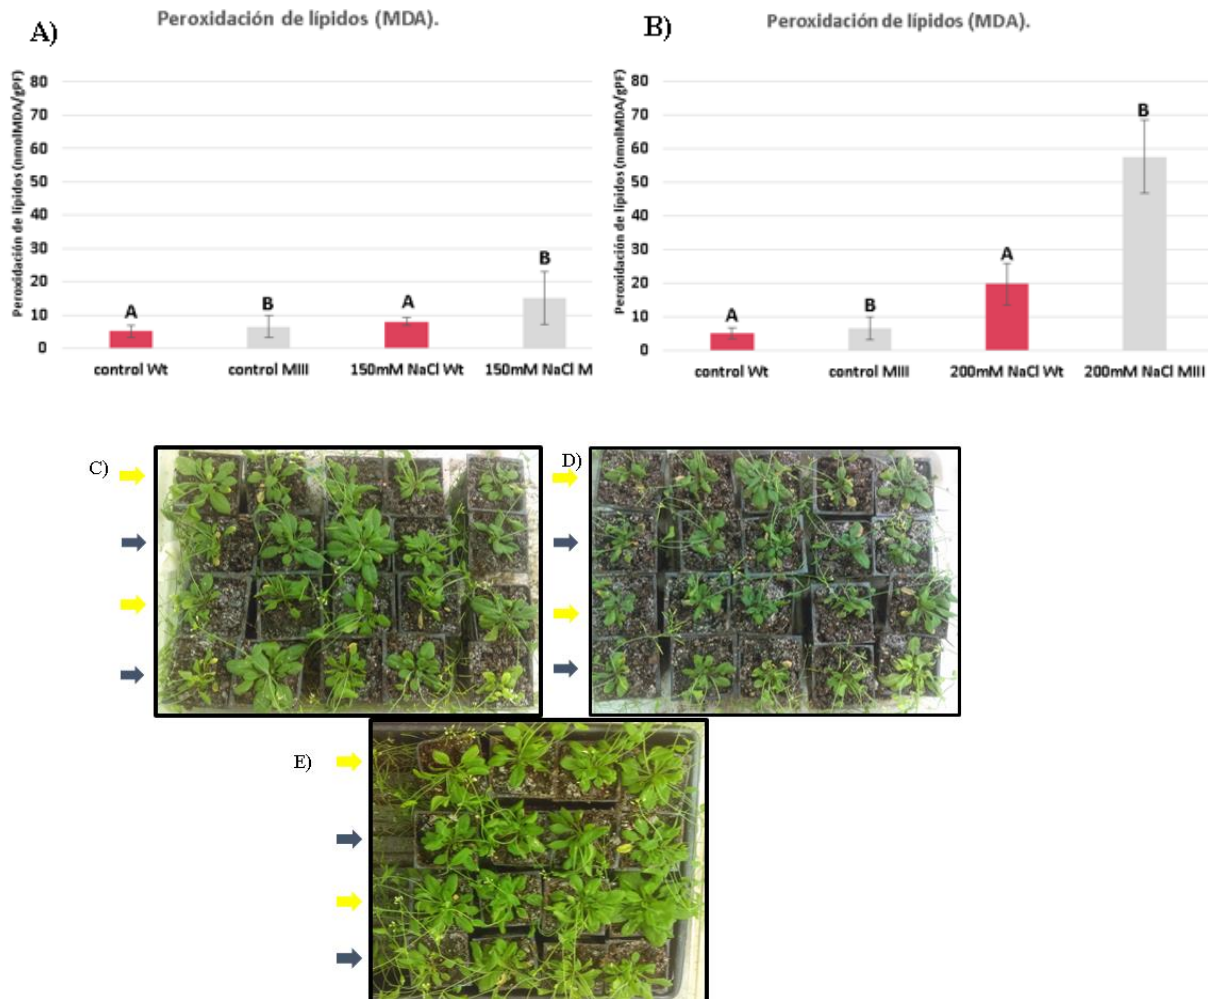 A)
Peroxidación de lípidos (MDA).
Peroxidación de lípidos (nmolMDA/gPF)
80
70
60
50
40
30
20
10
0
A
B
A
B
control Wt
control MIII
150mM NaCl Wt
150mM NaCl M
B)
Peroxidación de lípidos (MDA).
Peroxidación de lípidos (nmolMDA/gPF)
80
70
60
50
40
30
20
10
0
A
B
A
B
control Wt
control MIII
200mM NaCl Wt
200mM NaCl MIII
C)
D)
E)